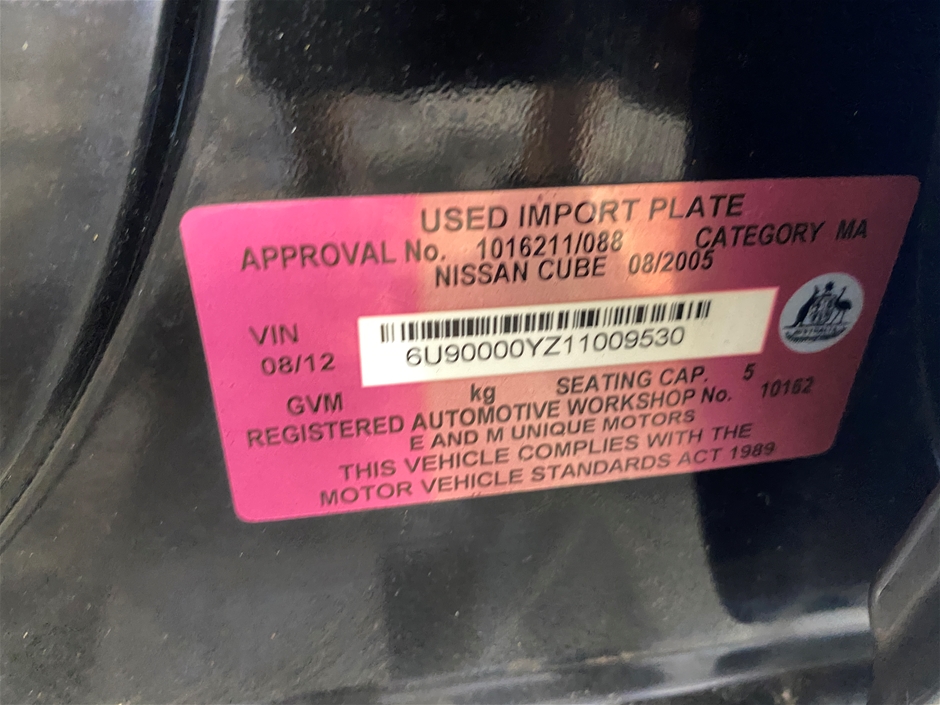 USED IMPORT PLATE
APPROVAL No. 1016211/088 CATEGORY MA
NISSAN CUBE 08/2005
VIN 6U90000YZ11009530
08/12
GVM kg SEATING CAP. 5
REGISTERED AUTOMOTIVE WORKSHOP No. 10162
E AND M UNIQUE MOTORS
THIS VEHICLE COMPLIES WITH THE
MOTOR VEHICLE STANDARDS ACT 1989
AUSTRALIA